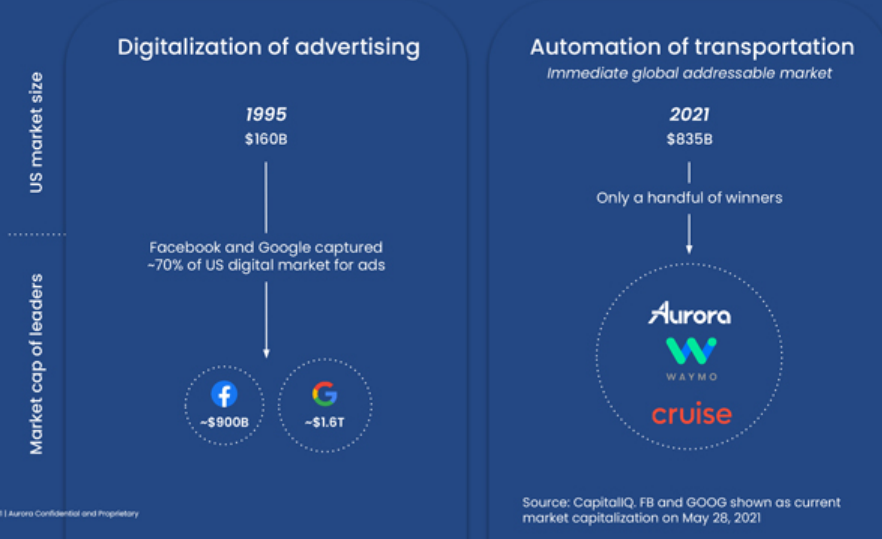 Digitalization of advertising
US market size
1995
$160B
Facebook and Google captured
~70% of US digital market for ads
Market cap of leaders
~$900B
G
~$1.6T
| Aurora Confidential and Proprietary
Automation of transportation
Immediate global addressable market
2021
$835B
Only a handful of winners
Aurora
WAYMO
cruise
Source: CapitalIQ. FB and GOOG shown as current
market capitalization on May 28, 2021